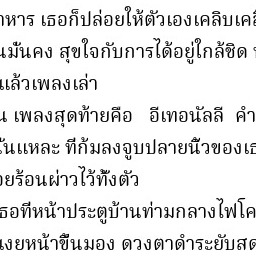 าหาร เธอก็ปล่อยให้ตัวเองเคลิบเคลิ
นมั่นคง สุขใจกับการได้อยู่ใกล้ชิด
นแล้วเพลงเล่า
น เพลงสุดท้ายคือ อีเทอนัลลี คำ
นั้นแหละ ที่ก้มลงจูบปลายนิ้วของเธ
อยร้อนผ่าวไว้ทั้งตัว
เธอที่หน้าประตูบ้านท่ามกลางไฟโค
เงยหน้าขึ้นมอง ดวงตาดำระยับสด